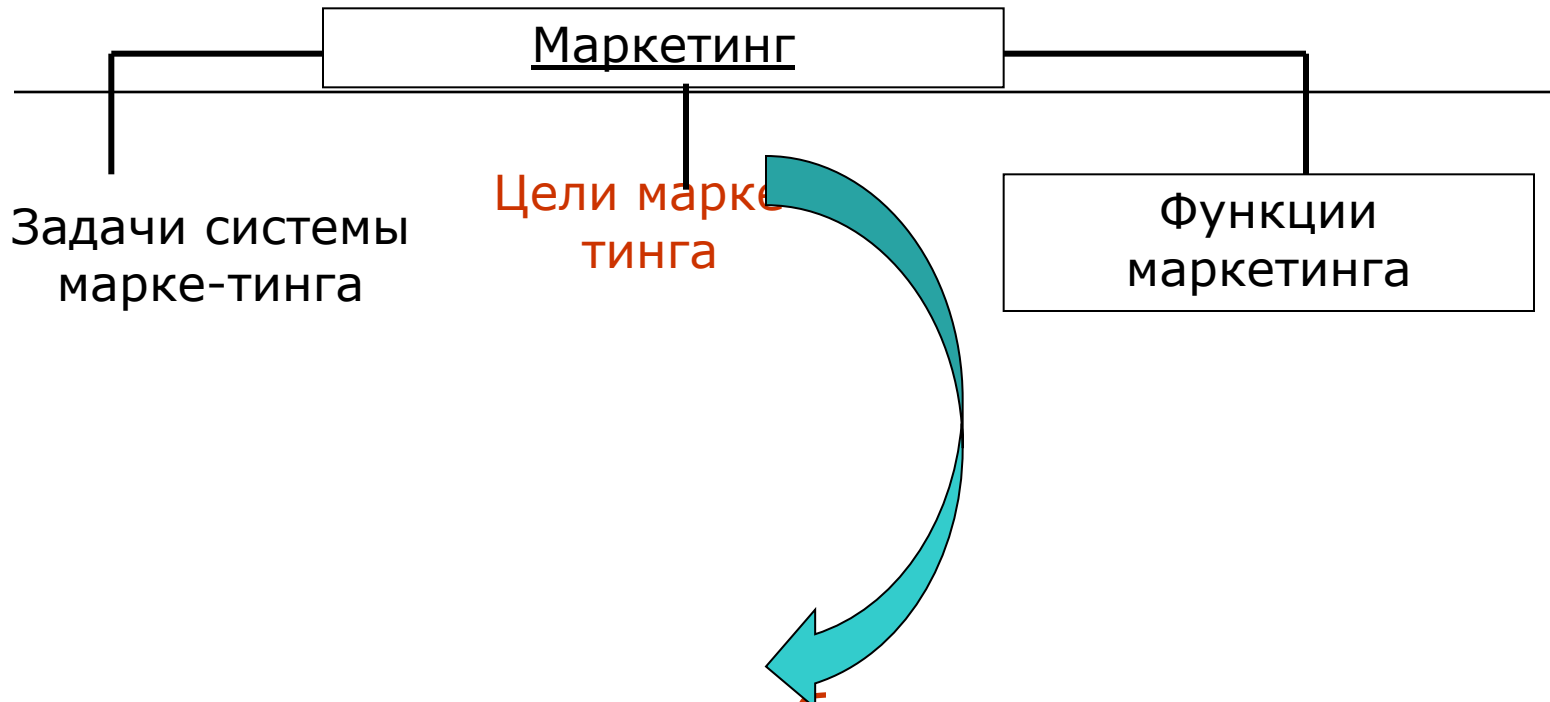 Маркетинг
Задачи системы
марке-тинга
Цели марке
тинга
Функции
маркетинга